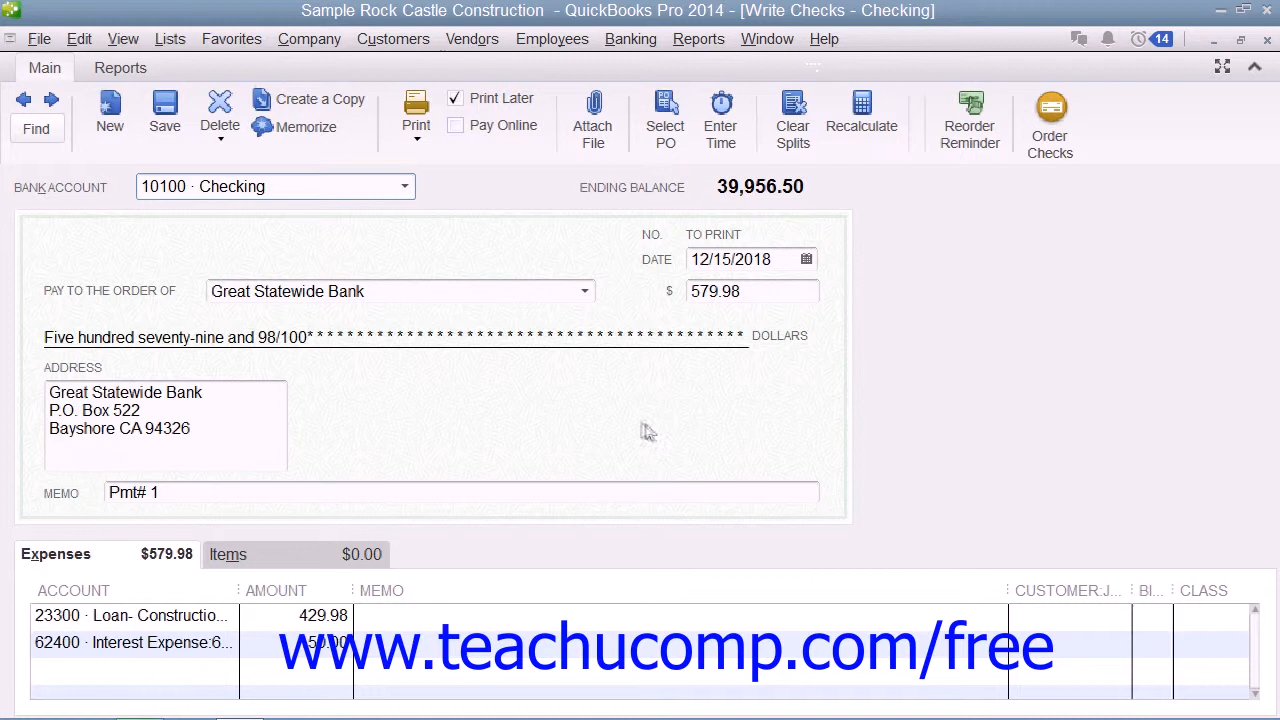 Sample Rock Castle Construction - QuickBooks Pro 2014 - [Write Checks - Checking]
File Edit View Lists Favorites Company Customers Vendors Employees Banking Reports Window Help 14
Main Reports
Find
New
Save
Delete
Create a Copy
Memorize
Print
Print Later
Pay Online
Attach File
Select PO
Enter Time
Clear Splits
Recalculate
Reorder Reminder
Order Checks
BANK ACCOUNT 10100 · Checking ENDING BALANCE 39,956.50
NO. TO PRINT
DATE 12/15/2018
PAY TO THE ORDER OF Great Statewide Bank $ 579.98
Five hundred seventy-nine and 98/100* * * * * * * * * * * * * * * * * * * * * * * * * * * * * * * * * * * * * * * * * * * * DOLLARS
ADDRESS
Great Statewide Bank
P.O. Box 522
Bayshore CA 94326
MEMO Pmt# 1
Expenses $579.98 Items $0.00
ACCOUNT AMOUNT MEMO CUSTOMER:J... BI... CLASS
23300 · Loan- Constructio... 429.98
62400 · Interest Expense:6...
www.teachucomp.com/free